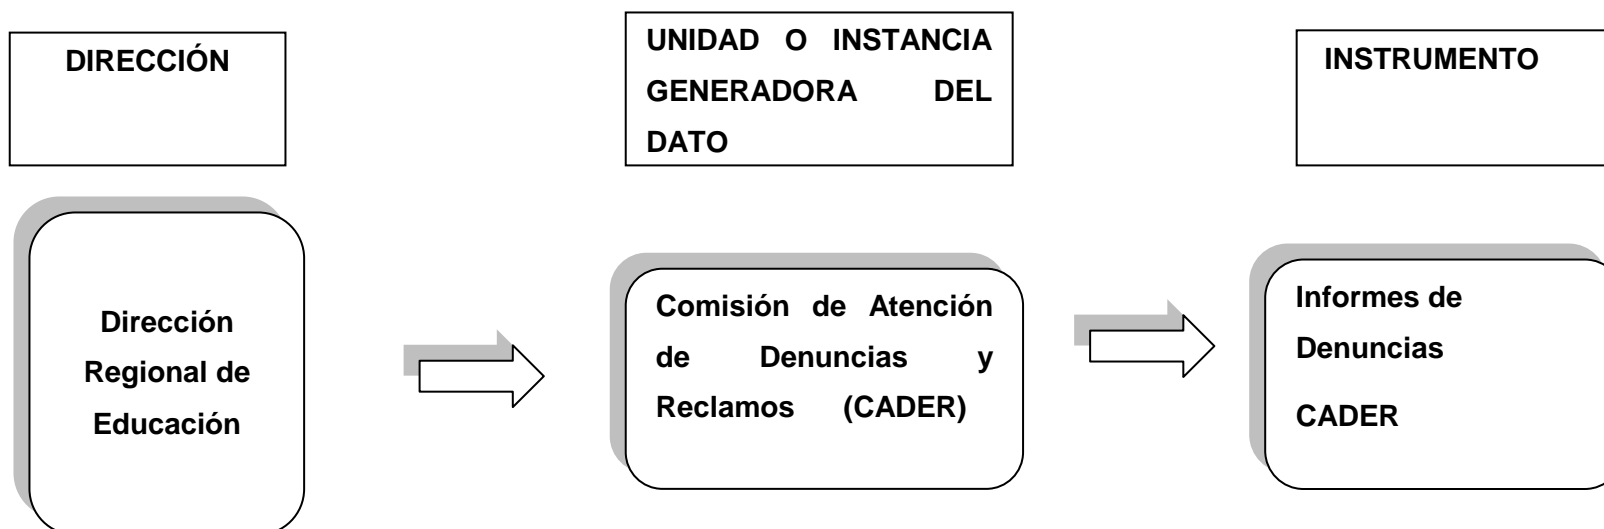 DIRECCIÓN
UNIDAD O INSTANCIA
GENERADORA DEL
DATO
INSTRUMENTO
Dirección
Regional de
Educación
Comisión de Atención
de Denuncias y
Reclamos (CADER)
Informes de
Denuncias
CADER